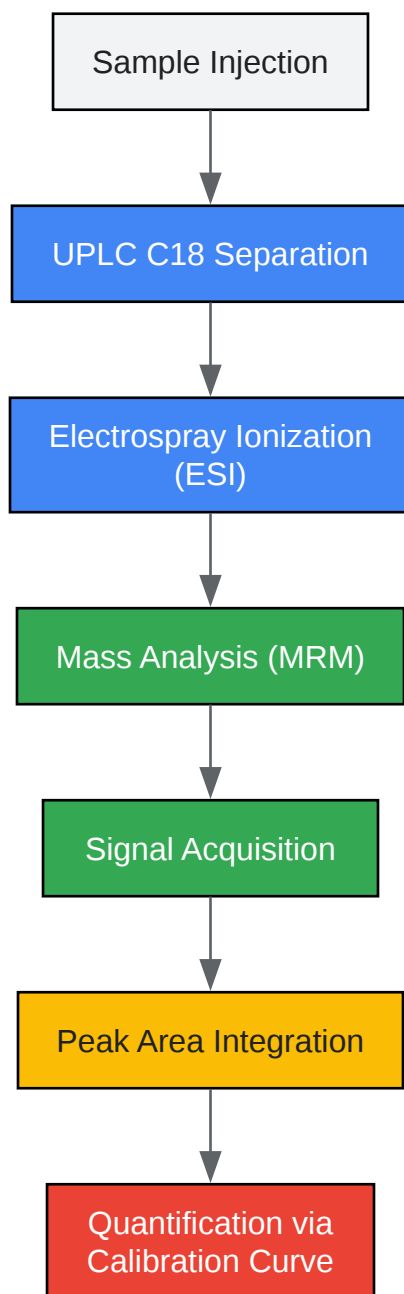 Sample Injection
UPLC C18 Separation
Electrospray Ionization
(ESI)
Mass Analysis (MRM)
Signal Acquisition
Peak Area Integration
Quantification via
Calibration Curve